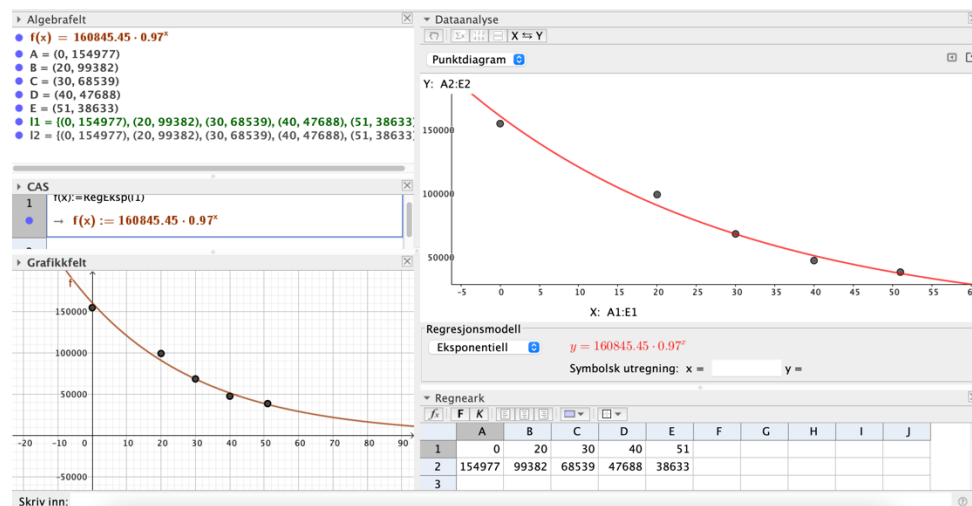 Algebrafelt
f(x) = 160845.45 · 0.97ˣ
A = (0, 154977)
B = (20, 99382)
C = (30, 68539)
D = (40, 47688)
E = (51, 38633)
l1 = {(0, 154977), (20, 99382), (30, 68539), (40, 47688), (51, 38633)
l2 = {(0, 154977), (20, 99382), (30, 68539), (40, 47688), (51, 38633)
CAS
1
f(x):=RegEksp(l1)
→ f(x) := 160845.45 · 0.97ˣ
Grafikkfelt
f
150000
100000
50000
-20 -10 0 10 20 30 40 50 60 70 80 90
-50000
Dataanalyse
Σx X ⇆ Y
Punktdiagram
Y: A2:E2
150000
100000
50000
-5 0 5 10 15 20 25 30 35 40 45 50 55 6
X: A1:E1
Regresjonsmodell
Eksponentiell y = 160845.45 · 0.97ˣ
Symbolsk utregning: x = y =
Regneark
fx F K
A B C D E F G H I J
1 0 20 30 40 51
2 154977 99382 68539 47688 38633
3
Skriv inn: